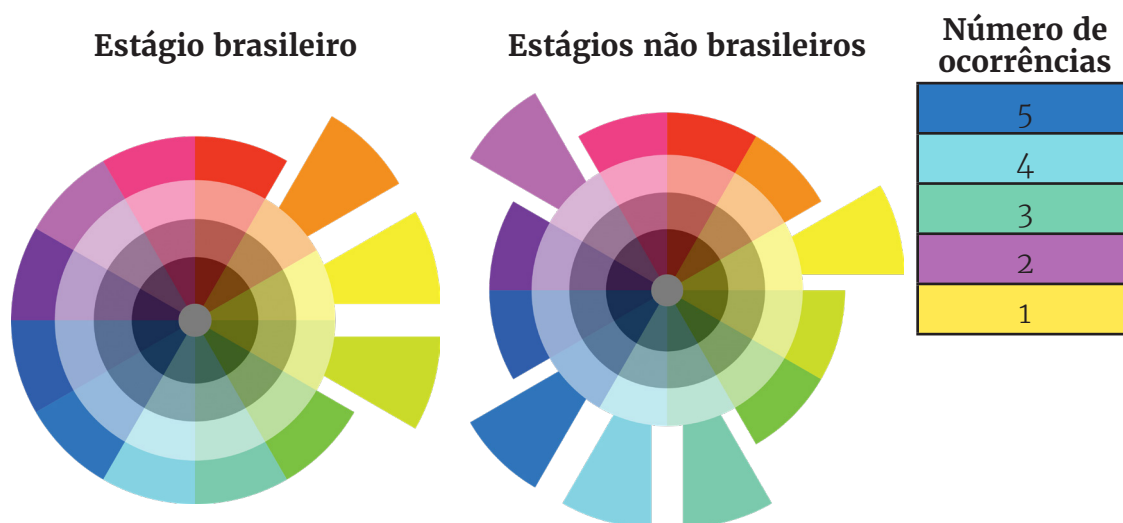 Estágio brasileiro
Estágios não brasileiros
Número de
ocorrências
5
4
3
2
1